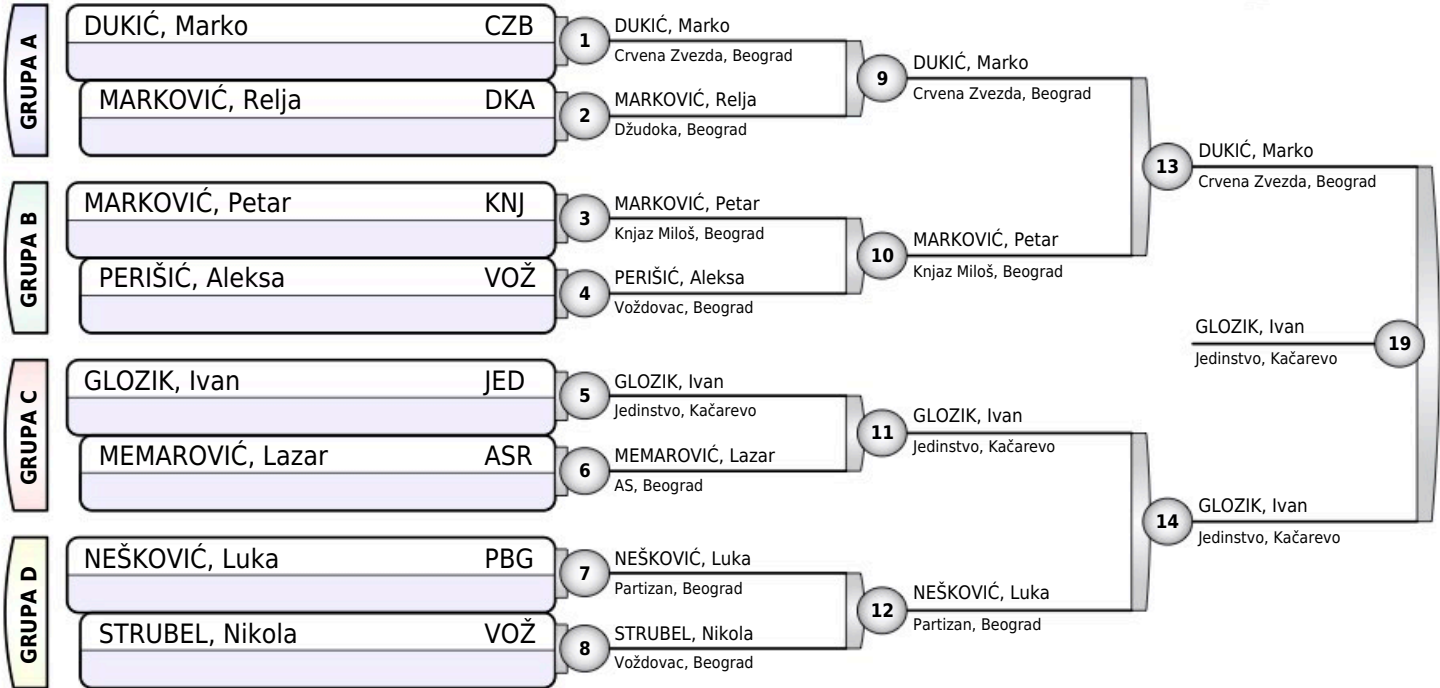 GRUPA A
DUKIĆ, Marko CZB
MARKOVIĆ, Relja DKA
GRUPA B
MARKOVIĆ, Petar KNJ
PERIŠIĆ, Aleksa VOŽ
GRUPA C
GLOZIK, Ivan JED
MEMAROVIĆ, Lazar ASR
GRUPA D
NEŠKOVIĆ, Luka PBG
STRUBEL, Nikola VOŽ
1
DUKIĆ, Marko
Crvena Zvezda, Beograd
2
MARKOVIĆ, Relja
Džudoka, Beograd
3
MARKOVIĆ, Petar
Knjaz Miloš, Beograd
4
PERIŠIĆ, Aleksa
Voždovac, Beograd
5
GLOZIK, Ivan
Jedinstvo, Kačarevo
6
MEMAROVIĆ, Lazar
AS, Beograd
7
NEŠKOVIĆ, Luka
Partizan, Beograd
8
STRUBEL, Nikola
Voždovac, Beograd
9
DUKIĆ, Marko
Crvena Zvezda, Beograd
10
MARKOVIĆ, Petar
Knjaz Miloš, Beograd
11
GLOZIK, Ivan
Jedinstvo, Kačarevo
12
NEŠKOVIĆ, Luka
Partizan, Beograd
13
DUKIĆ, Marko
Crvena Zvezda, Beograd
14
GLOZIK, Ivan
Jedinstvo, Kačarevo
GLOZIK, Ivan
Jedinstvo, Kačarevo
19